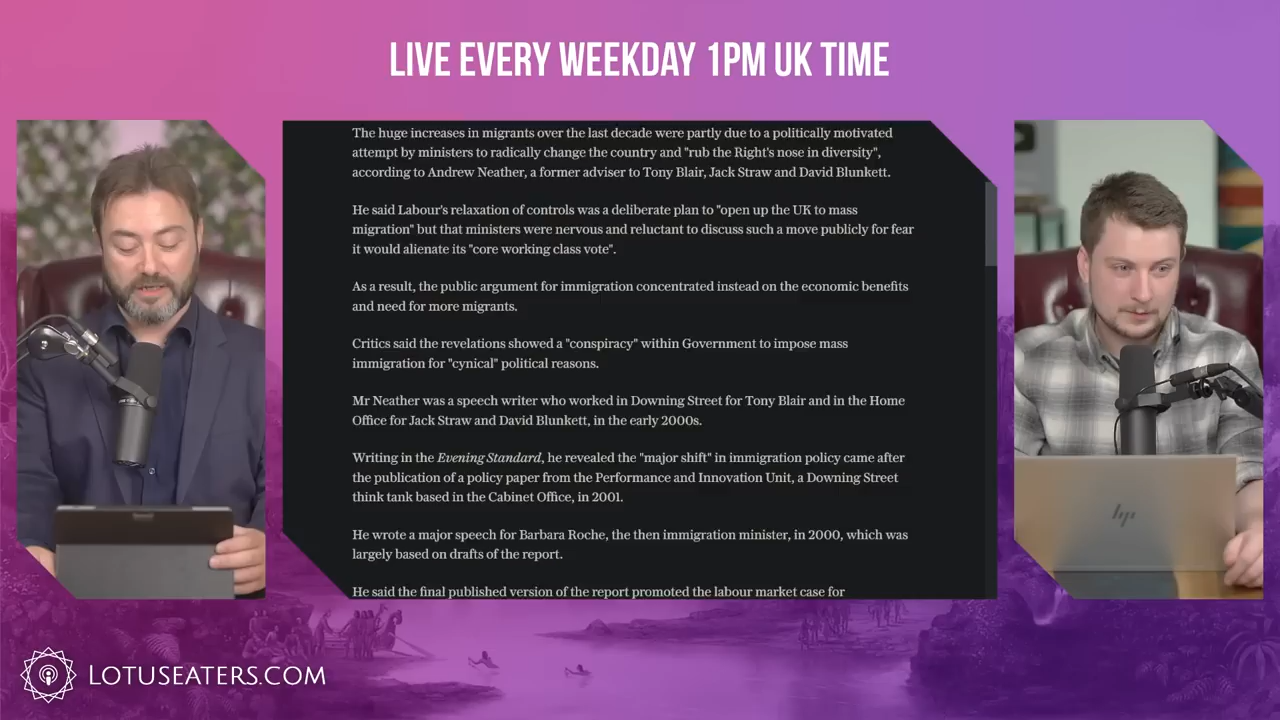 LIVE EVERY WEEKDAY 1PM UK TIME
The huge increases in migrants over the last decade were partly due to a politically motivated
attempt by ministers to radically change the country and "rub the Right's nose in diversity",
according to Andrew Neather, a former adviser to Tony Blair, Jack Straw and David Blunkett.
He said Labour's relaxation of controls was a deliberate plan to "open up the UK to mass
migration" but that ministers were nervous and reluctant to discuss such a move publicly for fear
it would alienate its "core working class vote".
As a result, the public argument for immigration concentrated instead on the economic benefits
and need for more migrants.
Critics said the revelations showed a "conspiracy" within Government to impose mass
immigration for "cynical" political reasons.
Mr Neather was a speech writer who worked in Downing Street for Tony Blair and in the Home
Office for Jack Straw and David Blunkett, in the early 2000s.
Writing in the Evening Standard, he revealed the "major shift" in immigration policy came after
the publication of a policy paper from the Performance and Innovation Unit, a Downing Street
think tank based in the Cabinet Office, in 2001.
He wrote a major speech for Barbara Roche, the then immigration minister, in 2000, which was
largely based on drafts of the report.
He said the final published version of the report promoted the labour market case for
hp
LOTUSEATERS.COM